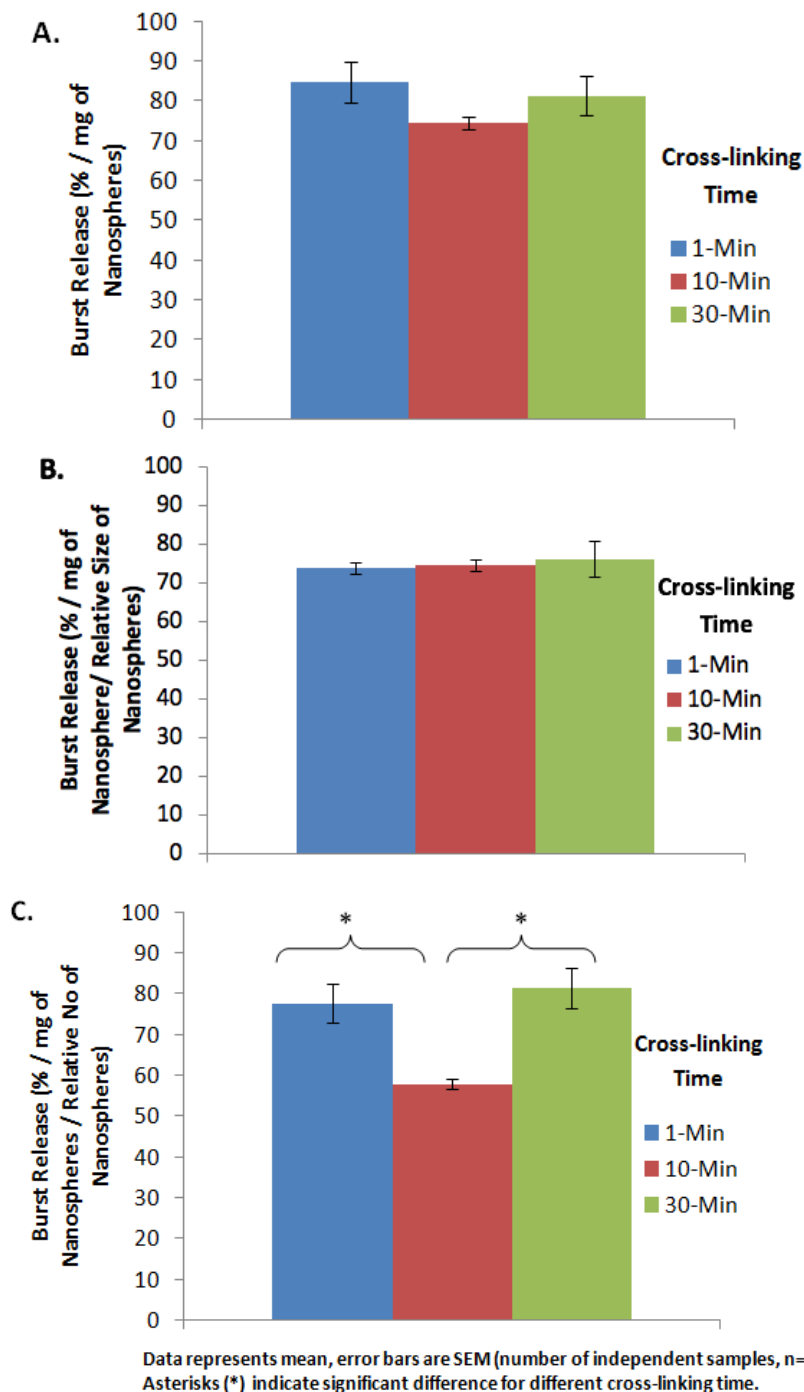 A.
Burst Release (% / mg of
Nanospheres)
100
90
80
70
60
50
40
30
20
10
0
Cross-linking
Time
1-Min
10-Min
30-Min
B.
Burst Release (% / mg of
Nanosphere/ Relative Size of
Nanospheres)
100
90
80
70
60
50
40
30
20
10
0
Cross-linking
Time
1-Min
10-Min
30-Min
C.
Burst Release (% / mg of
Nanospheres / Relative No of
Nanospheres)
100
90
80
70
60
50
40
30
20
10
0
*
*
Cross-linking
Time
1-Min
10-Min
30-Min
Data represents mean, error bars are SEM (number of independent samples, n=
Asterisks (*) indicate significant difference for different cross-linking time.